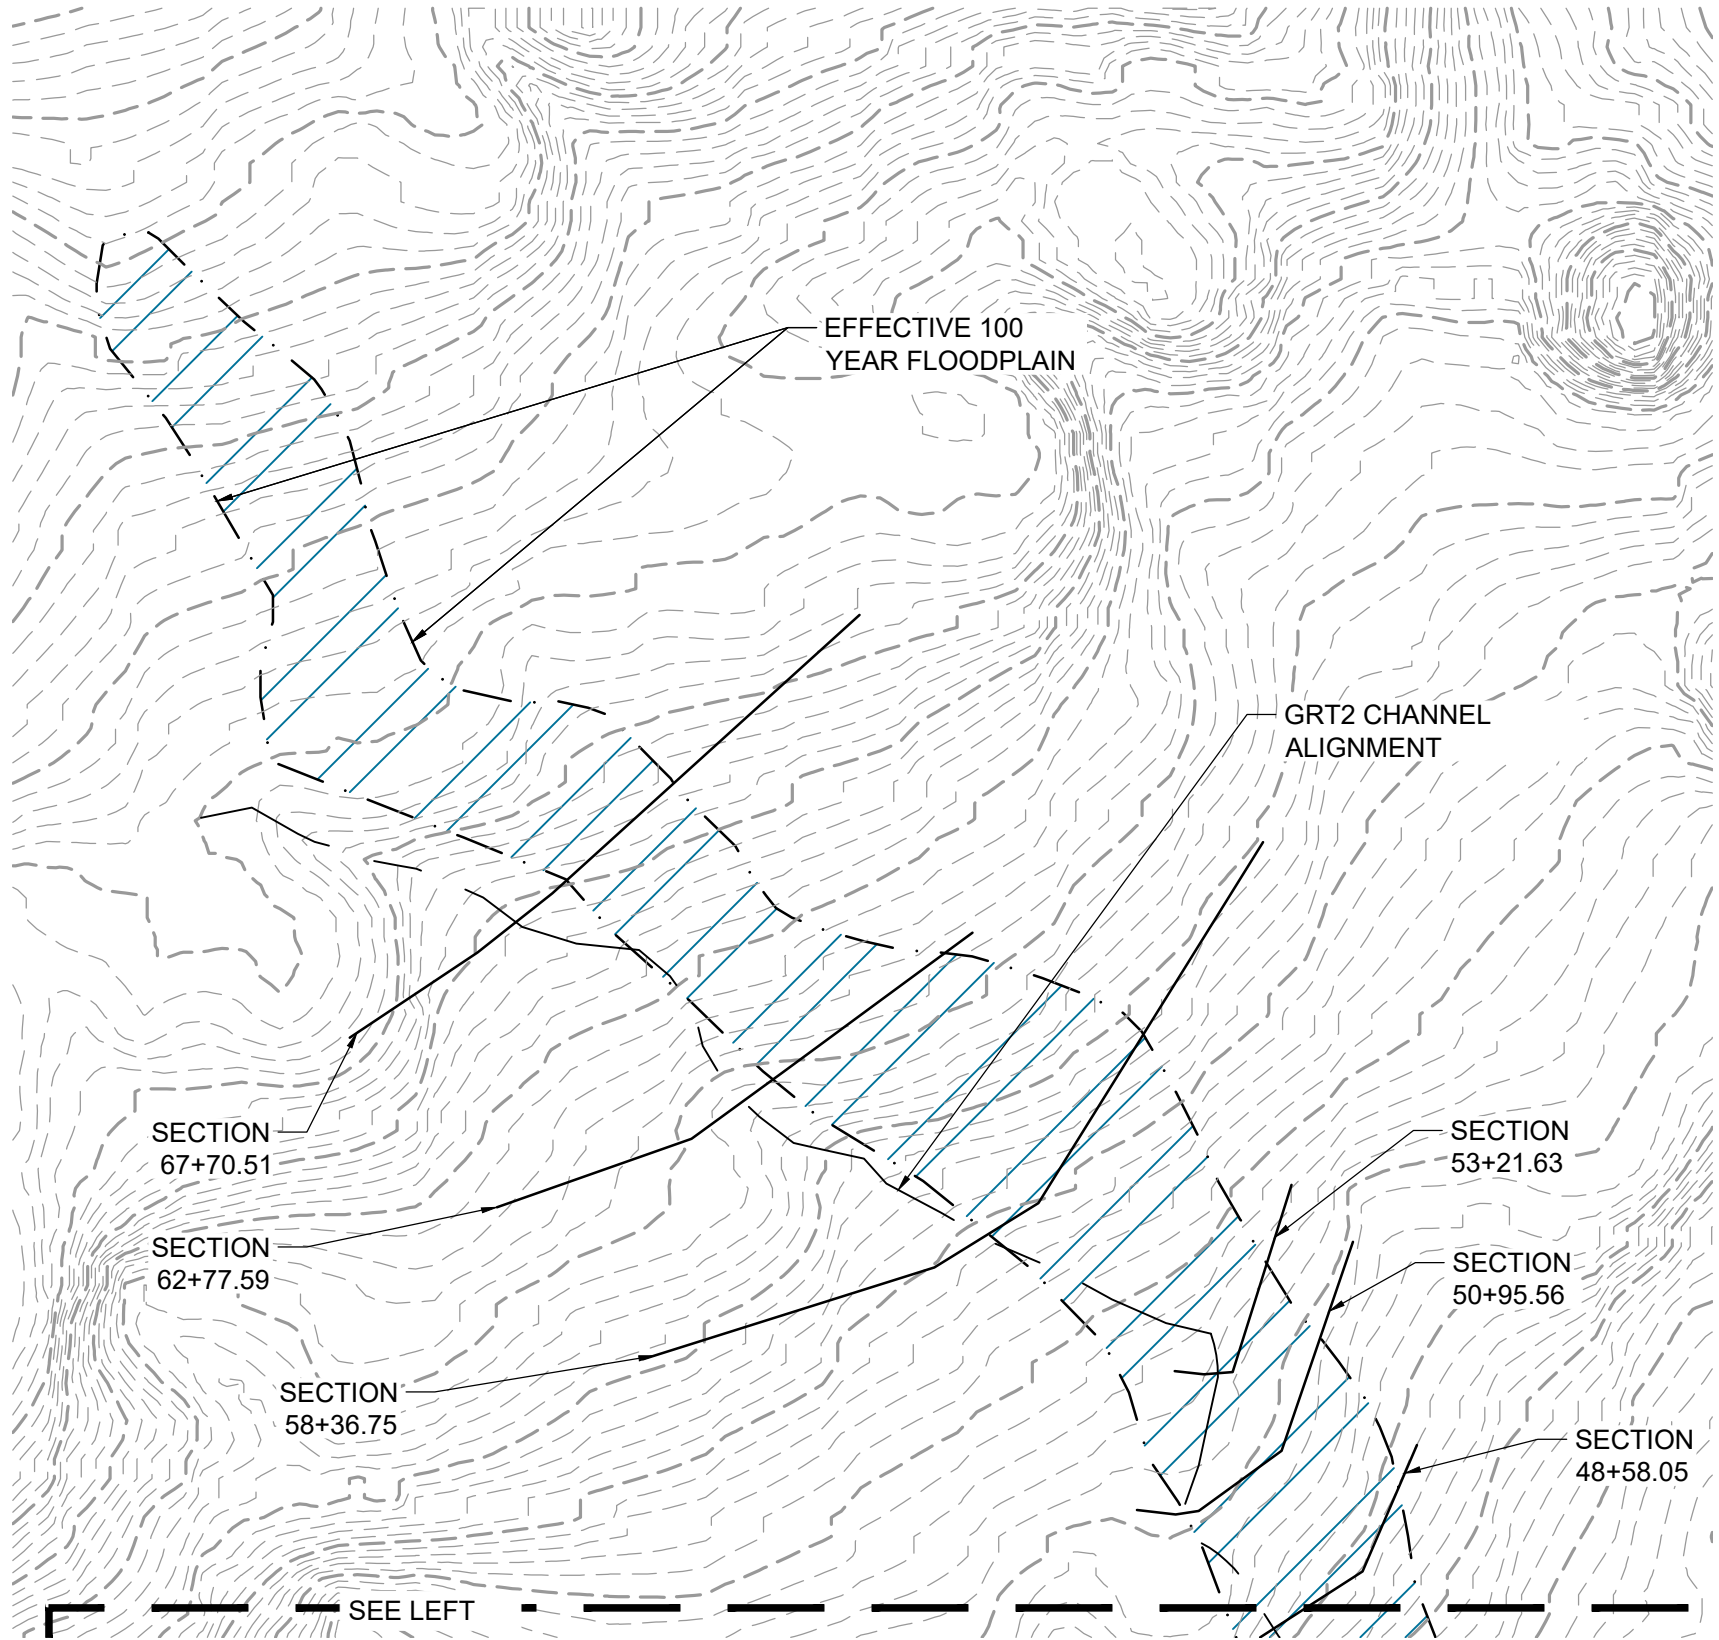 EFFECTIVE 100
YEAR FLOODPLAIN
GRT2 CHANNEL
ALIGNMENT
SECTION
67+70.51
SECTION
53+21.63
SECTION
62+77.59
SECTION
50+95.56
SECTION
58+36.75
SECTION
48+58.05
SEE LEFT